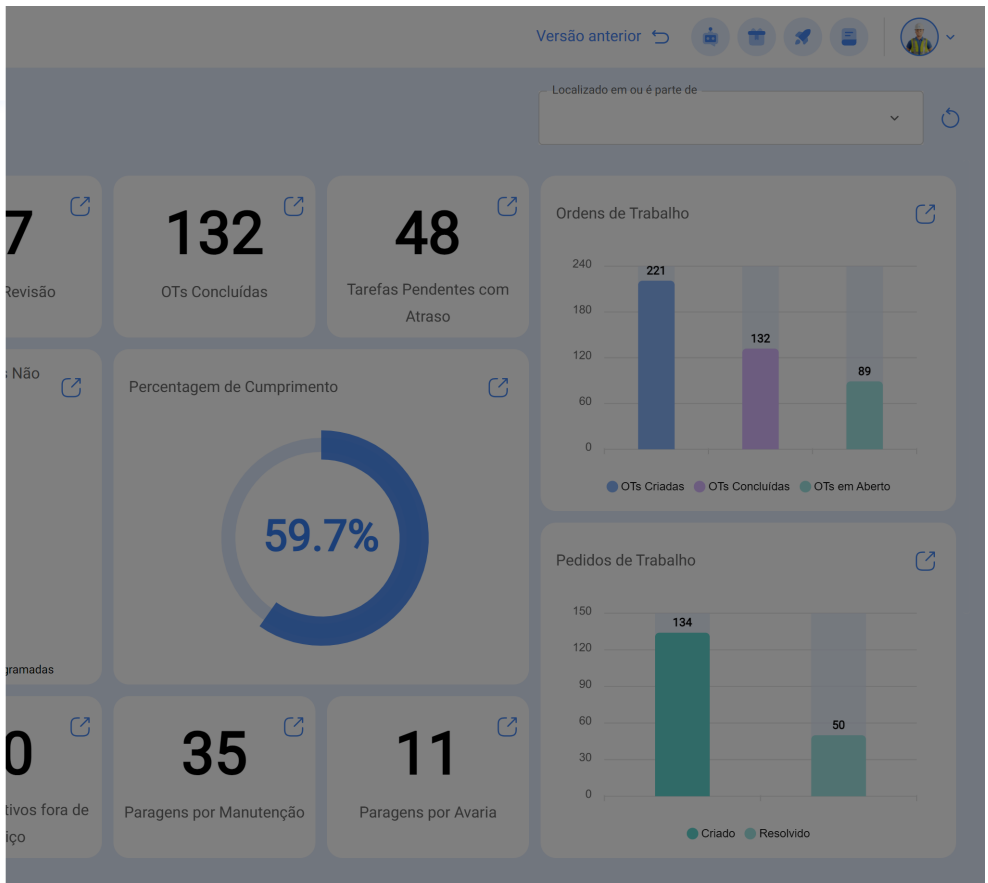 Versão anterior
Localizado em ou é parte de
7
Revisão
132
OTs Concluídas
48
Tarefas Pendentes com
Atraso
Ordens de Trabalho
240
180
120
60
0
221
132
89
OTs Criadas
OTs Concluídas
OTs em Aberto
Não
gramadas
Percentagem de Cumprimento
59.7%
Pedidos de Trabalho
150
120
90
60
30
0
134
50
Criado
Resolvido
0
tivos fora de
iço
35
Paragens por Manutenção
11
Paragens por Avaria